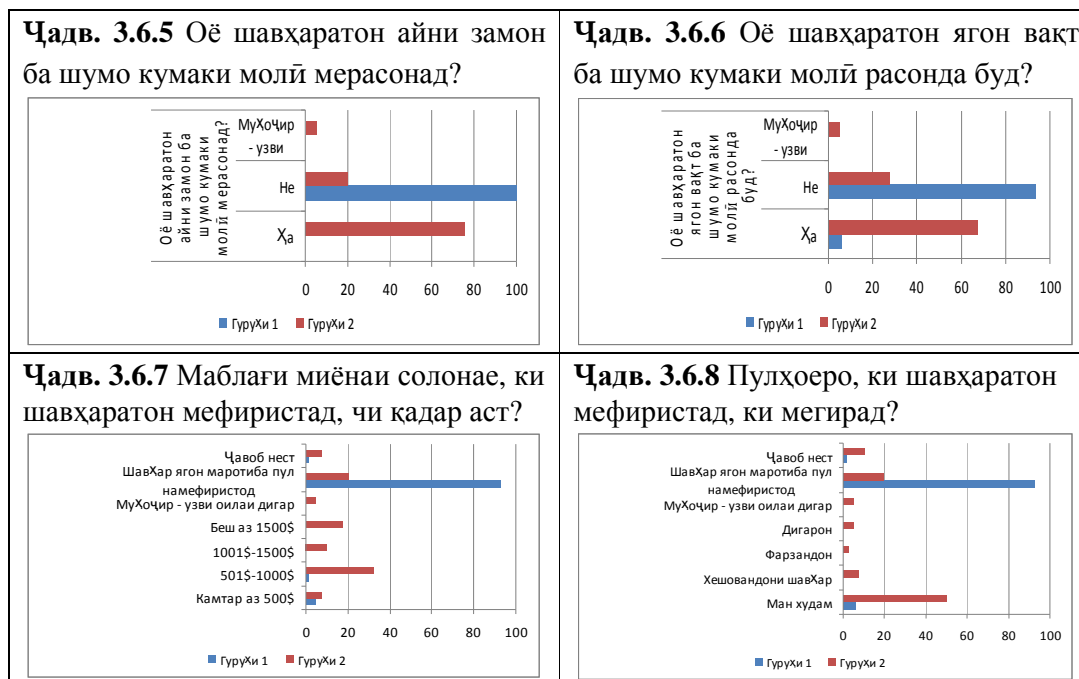 Ҷадв. 3.6.5 Оё шавҳаратон айни замон
ба шумо кумаки молӣ мерасонад?
Оё шавҳаратон
айни замон ба
шумо кумаки
молӣ мерасонад?
МуҲоҷир
- узви
Не
Ҳа
0 20 40 60 80 100
ГуруҲи 1 ГуруҲи 2
Ҷадв. 3.6.6 Оё шавҳаратон ягон вақт
ба шумо кумаки молӣ расонда буд?
Оё шавҳаратон
ягон вақт ба
шумо кумаки
молӣ расонда
буд?
МуҲоҷир
- узви
Не
Ҳа
0 20 40 60 80 100
ГуруҲи 1 ГуруҲи 2
Ҷадв. 3.6.7 Маблағи миёнаи солонае, ки
шавҳаратон мефиристад, чи қадар аст?
Ҷавоб нест
ШавҲар ягон маротиба пул
намефиристод
МуҲоҷир - узви оилаи дигар
Беш аз 1500$
1001$-1500$
501$-1000$
Камтар аз 500$
0 20 40 60 80 100
ГуруҲи 1 ГуруҲи 2
Ҷадв. 3.6.8 Пулҳоеро, ки шавҳаратон
мефиристад, ки мегирад?
Ҷавоб нест
ШавҲар ягон маротиба пул
намефиристод
МуҲоҷир - узви оилаи дигар
Дигарон
Фарзандон
Хешовандони шавҲар
Ман худам
0 20 40 60 80 100
ГуруҲи 1 ГуруҲи 2